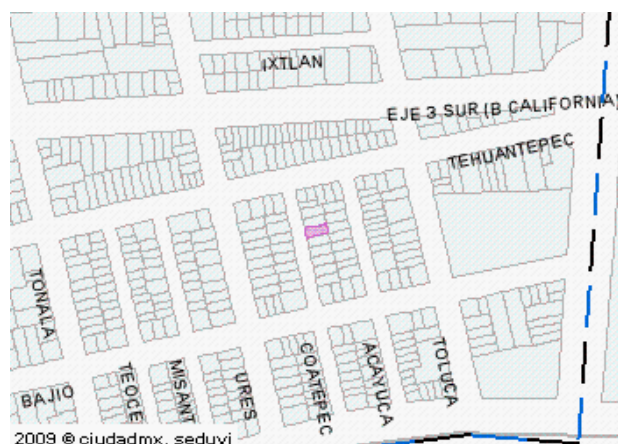 IXTLAN
EJE 3 SUR (B CALIFORNIA)
TEHUANTEPEC
TONALA
BAJIO
TEOCE
MISANT
URES
COATEPEC
ACAYUCA
TOLUCA
2009 © ciudadmx, seduvi